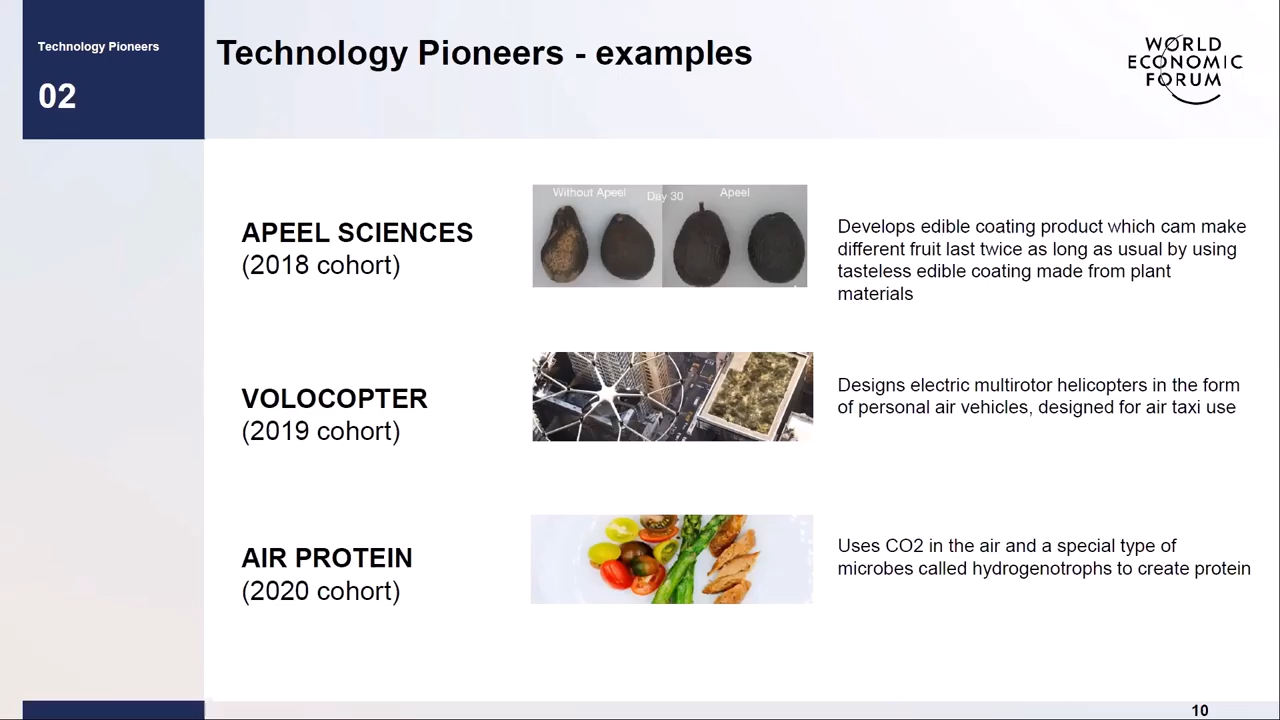 Technology Pioneers
02
Technology Pioneers - examples
WORLD
ECONOMIC
FORUM
APEEL SCIENCES
(2018 cohort)
Without Apeel
Day 30
Apeel
Develops edible coating product which cam make
different fruit last twice as long as usual by using
tasteless edible coating made from plant
materials
VOLOCOPTER
(2019 cohort)
Designs electric multirotor helicopters in the form
of personal air vehicles, designed for air taxi use
AIR PROTEIN
(2020 cohort)
Uses CO2 in the air and a special type of
microbes called hydrogenotrophs to create protein
10